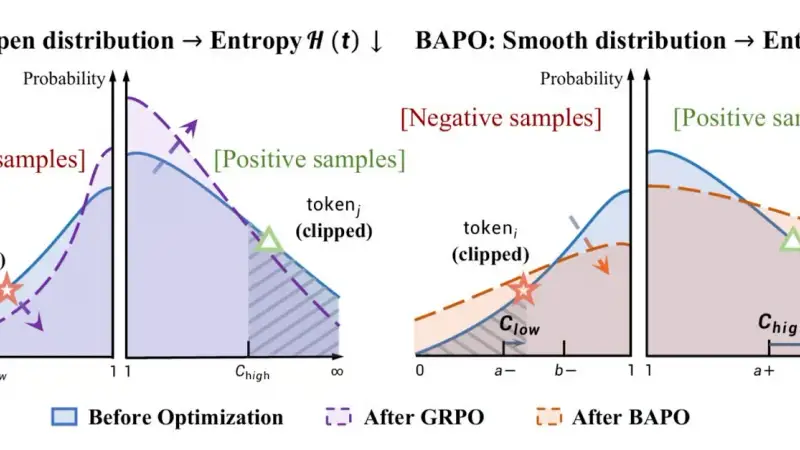 pen distribution → Entropy ℋ (t) ↓
BAPO: Smooth distribution → Ent
Probability
Probability
samples]
[Positive samples]
[Negative samples]
[Positive sam
token_j
(clipped)
token_i
(clipped)
)
C_low
C_hig
w
1
1
C_high
∞
0
a-
b-
1
1
a+
Before Optimization
After GRPO
After BAPO